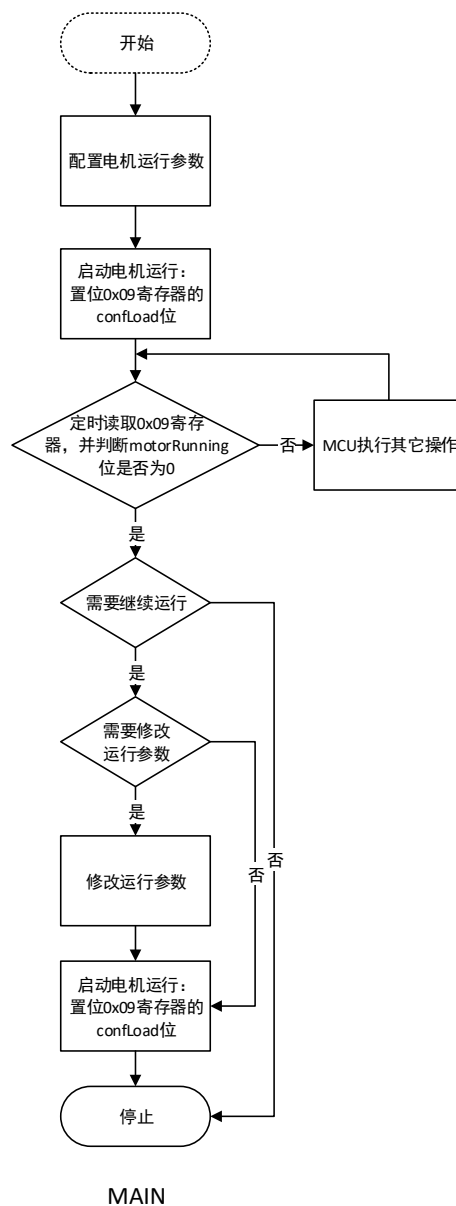 开始
配置电机运行参数
启动电机运行：
置位0x09寄存器的
confLoad位
定时读取0x09寄存
器，并判断motorRunning
位是否为0
否
MCU执行其它操作
是
需要继续运行
是
需要修改
运行参数
是
否
否
修改运行参数
启动电机运行：
置位0x09寄存器的
confLoad位
停止
MAIN